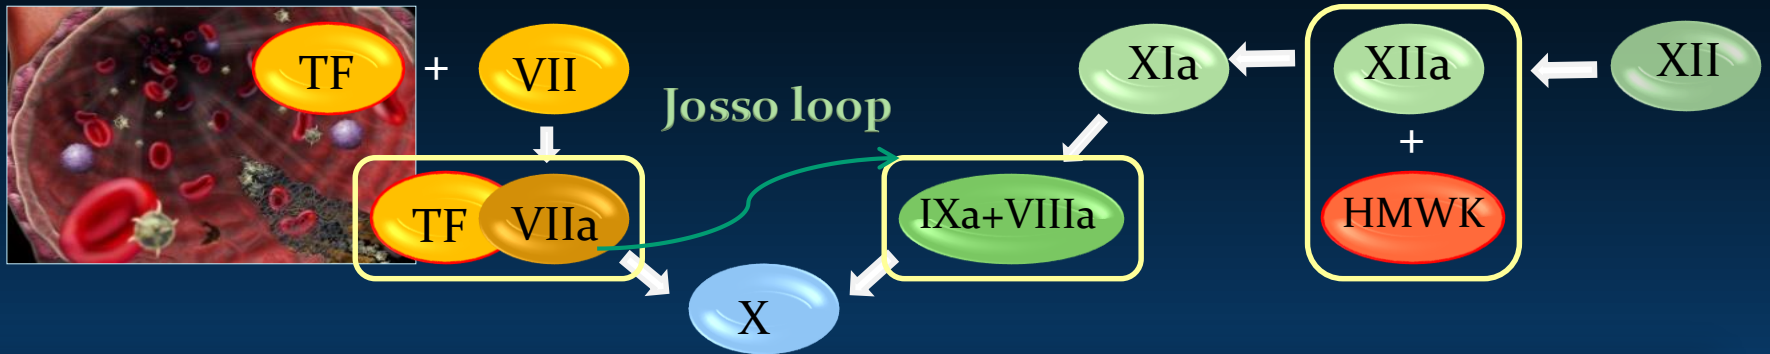 TF + VII
XIa
XIIa
XII
Josso loop
+
TF VIIa
IXa+VIIIa
HMWK
X